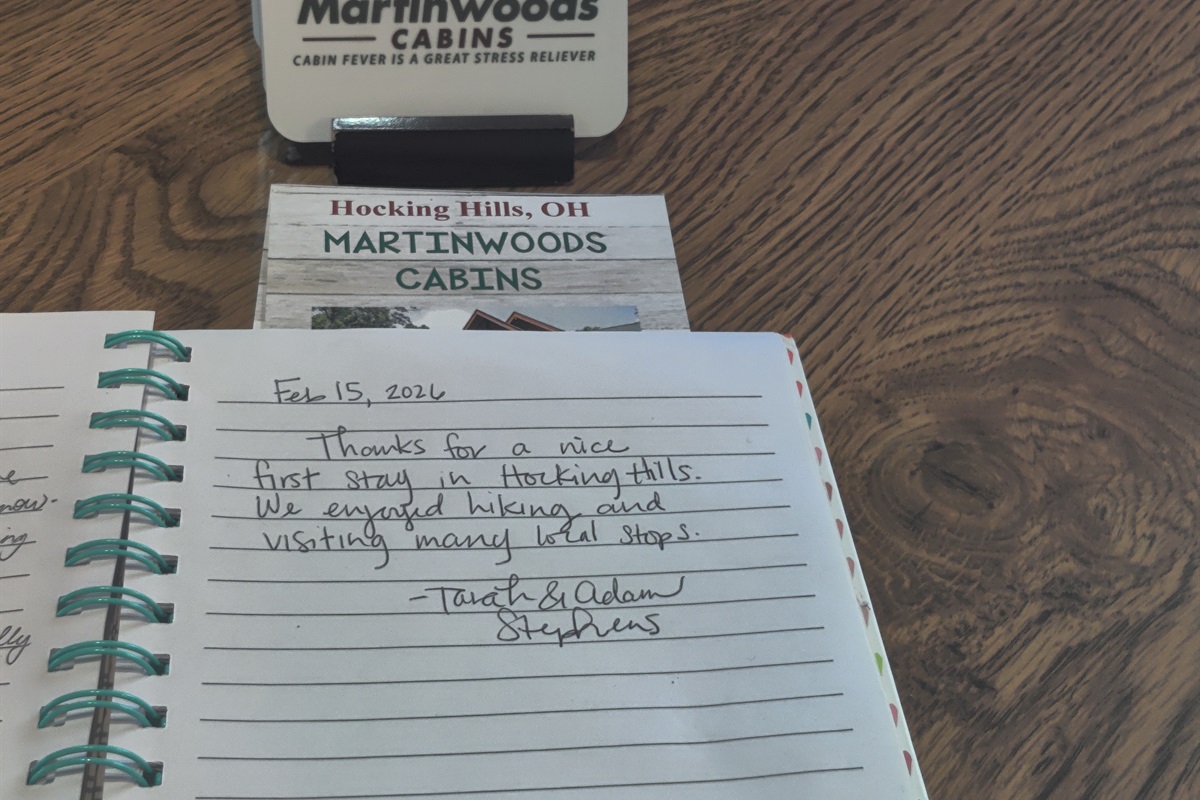 Martinwoods
CABINS
CABIN FEVER IS A GREAT STRESS RELIEVER
Hocking Hills, OH
MARTINWOODS
CABINS
Feb 15, 2026
Thanks for a nice
first stay in Hocking Hills.
We enjoyed hiking and
visiting many local stops.
-Tarah & Adam
Stephens